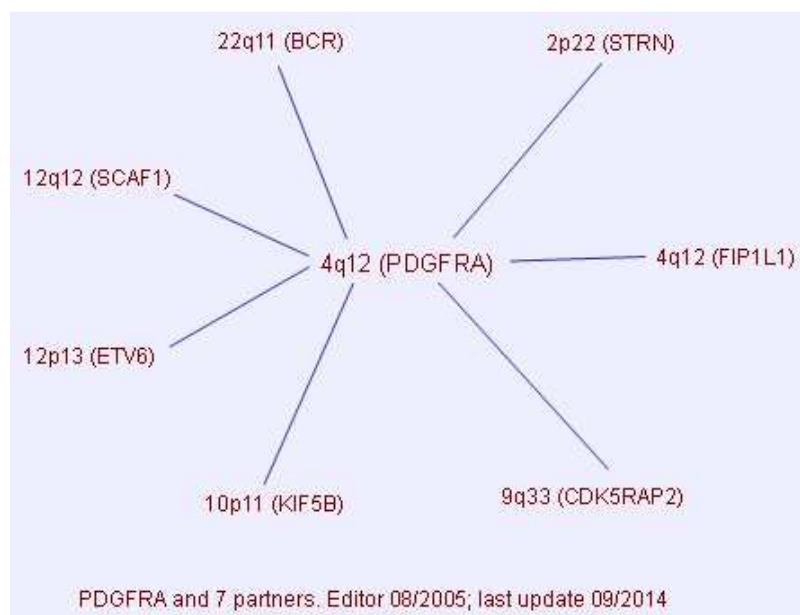 22q11 (BCR)
2p22 (STRN)
12q12 (SCAF1)
4q12 (PDGFRA)
4q12 (FIP1L1)
12p13 (ETV6)
10p11 (KIF5B)
9q33 (CDK5RAP2)
PDGFRA and 7 partners. Editor 08/2005; last update 09/2014